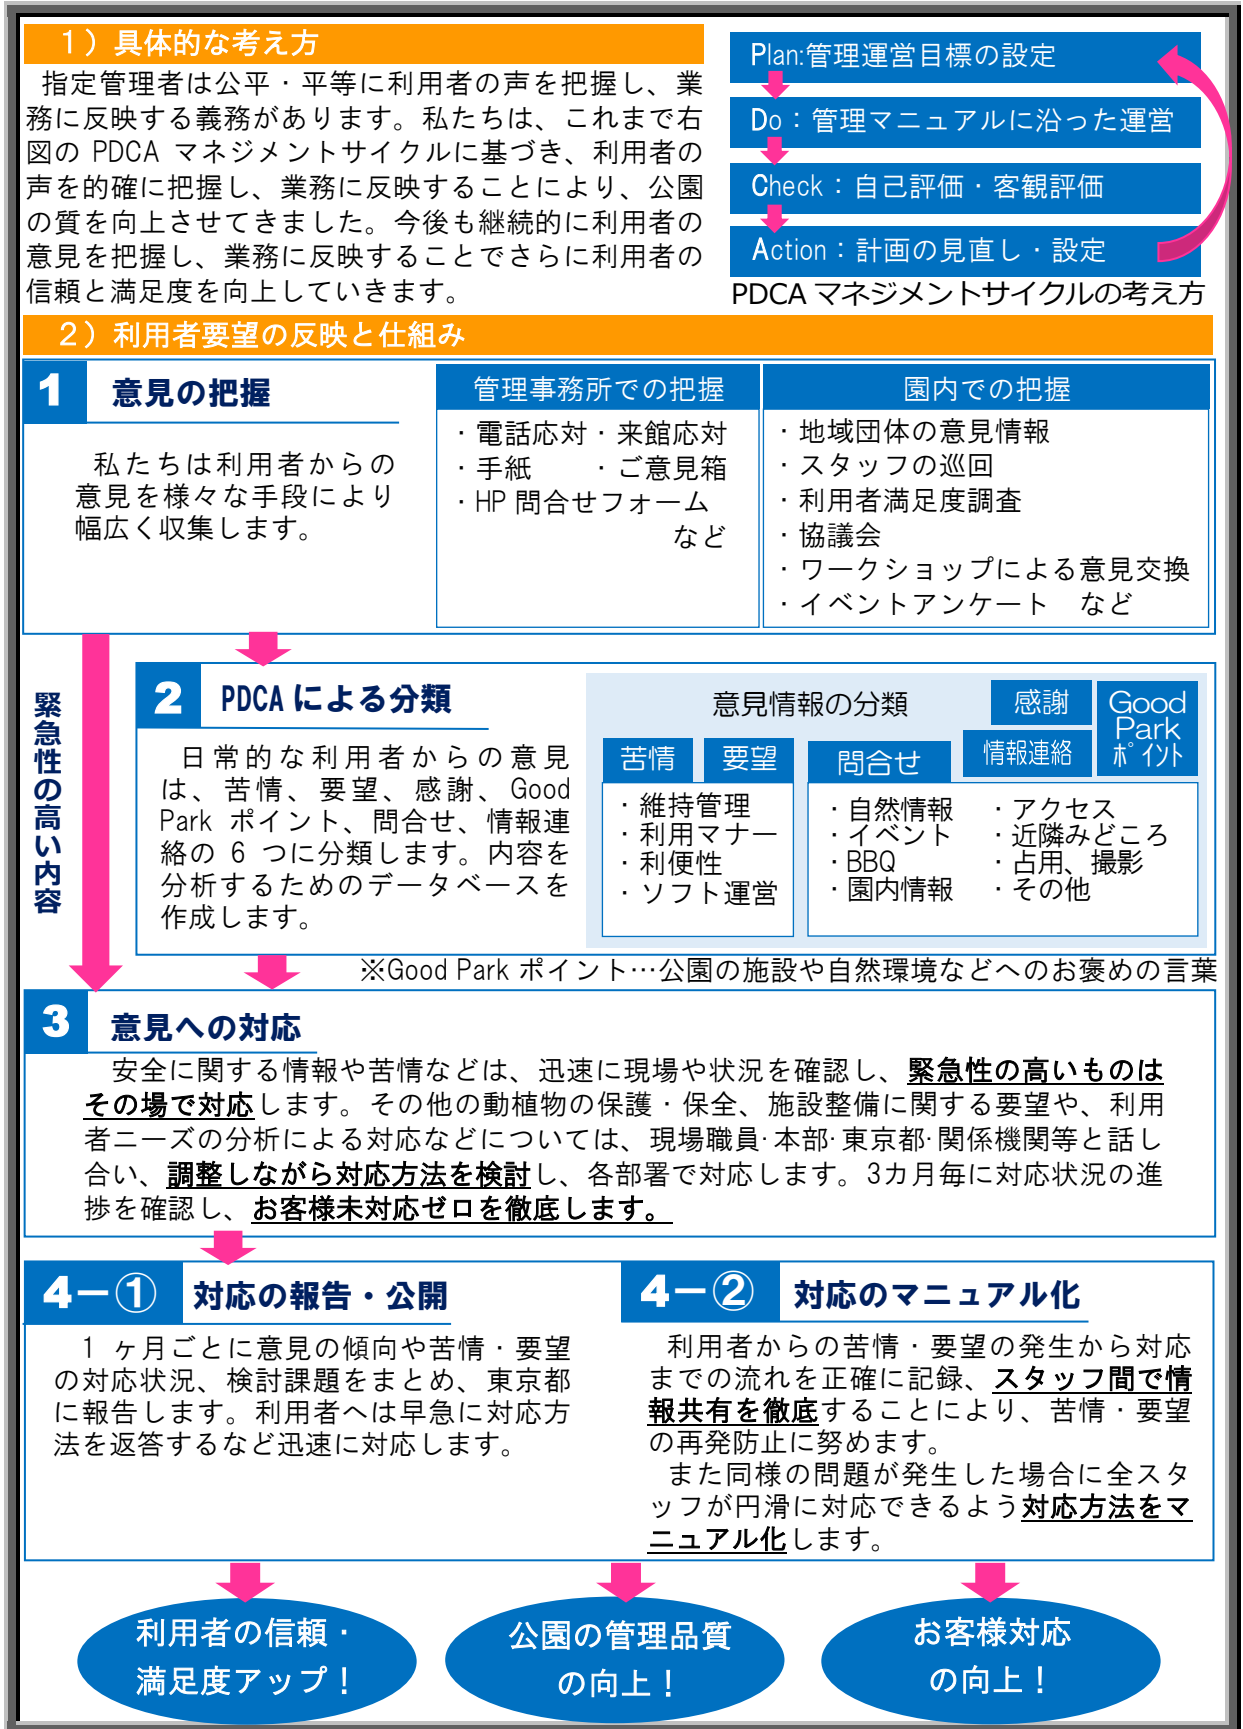 １）具体的な考え方
指定管理者は公平・平等に利用者の声を把握し、業
務に反映する義務があります。私たちは、これまで右
図の PDCA マネジメントサイクルに基づき、利用者の
声を的確に把握し、業務に反映することにより、公園
の質を向上させてきました。今後も継続的に利用者の
意見を把握し、業務に反映することでさらに利用者の
信頼と満足度を向上していきます。
Plan:管理運営目標の設定
Do：管理マニュアルに沿った運営
Check：自己評価・客観評価
Action：計画の見直し・設定
PDCA マネジメントサイクルの考え方
２）利用者要望の反映と仕組み
1 意見の把握
私たちは利用者からの
意見を様々な手段により
幅広く収集します。
管理事務所での把握
・電話応対・来館応対
・手紙 ・ご意見箱
・HP 問合せフォーム
など
園内での把握
・地域団体の意見情報
・スタッフの巡回
・利用者満足度調査
・協議会
・ワークショップによる意見交換
・イベントアンケート など
緊急性の高い内容
2 PDCA による分類
日常的な利用者からの意見
は、苦情、要望、感謝、Good
Park ポイント、問合せ、情報連
絡の 6 つに分類します。内容を
分析するためのデータベースを
作成します。
意見情報の分類
感謝
Good
Park
ﾎﾟｲﾝﾄ
苦情
要望
問合せ
情報連絡
・維持管理
・利用マナー
・利便性
・ソフト運営
・自然情報
・イベント
・BBQ
・園内情報
・アクセス
・近隣みどころ
・占用、撮影
・その他
※Good Park ポイント…公園の施設や自然環境などへのお褒めの言葉
3 意見への対応
安全に関する情報や苦情などは、迅速に現場や状況を確認し、緊急性の高いものは
その場で対応します。その他の動植物の保護・保全、施設整備に関する要望や、利用
者ニーズの分析による対応などについては、現場職員･本部･東京都･関係機関等と話し
合い、調整しながら対応方法を検討し、各部署で対応します。3カ月毎に対応状況の進
捗を確認し、お客様未対応ゼロを徹底します。
4－① 対応の報告・公開
1 ヶ月ごとに意見の傾向や苦情・要望
の対応状況、検討課題をまとめ、東京都
に報告します。利用者へは早急に対応方
法を返答するなど迅速に対応します。
4－② 対応のマニュアル化
利用者からの苦情・要望の発生から対応
までの流れを正確に記録、スタッフ間で情
報共有を徹底することにより、苦情・要望
の再発防止に努めます。
また同様の問題が発生した場合に全スタ
ッフが円滑に対応できるよう対応方法をマ
ニュアル化します。
利用者の信頼・
満足度アップ！
公園の管理品質
の向上！
お客様対応
の向上！